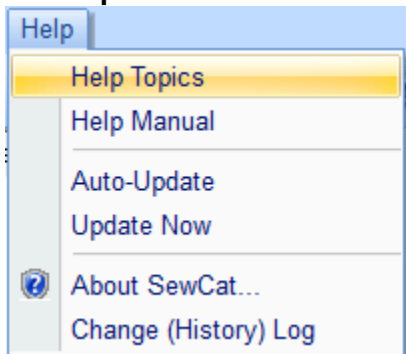 Help
Help Topics
Help Manual
Auto-Update
Update Now
About SewCat...
Change (History) Log